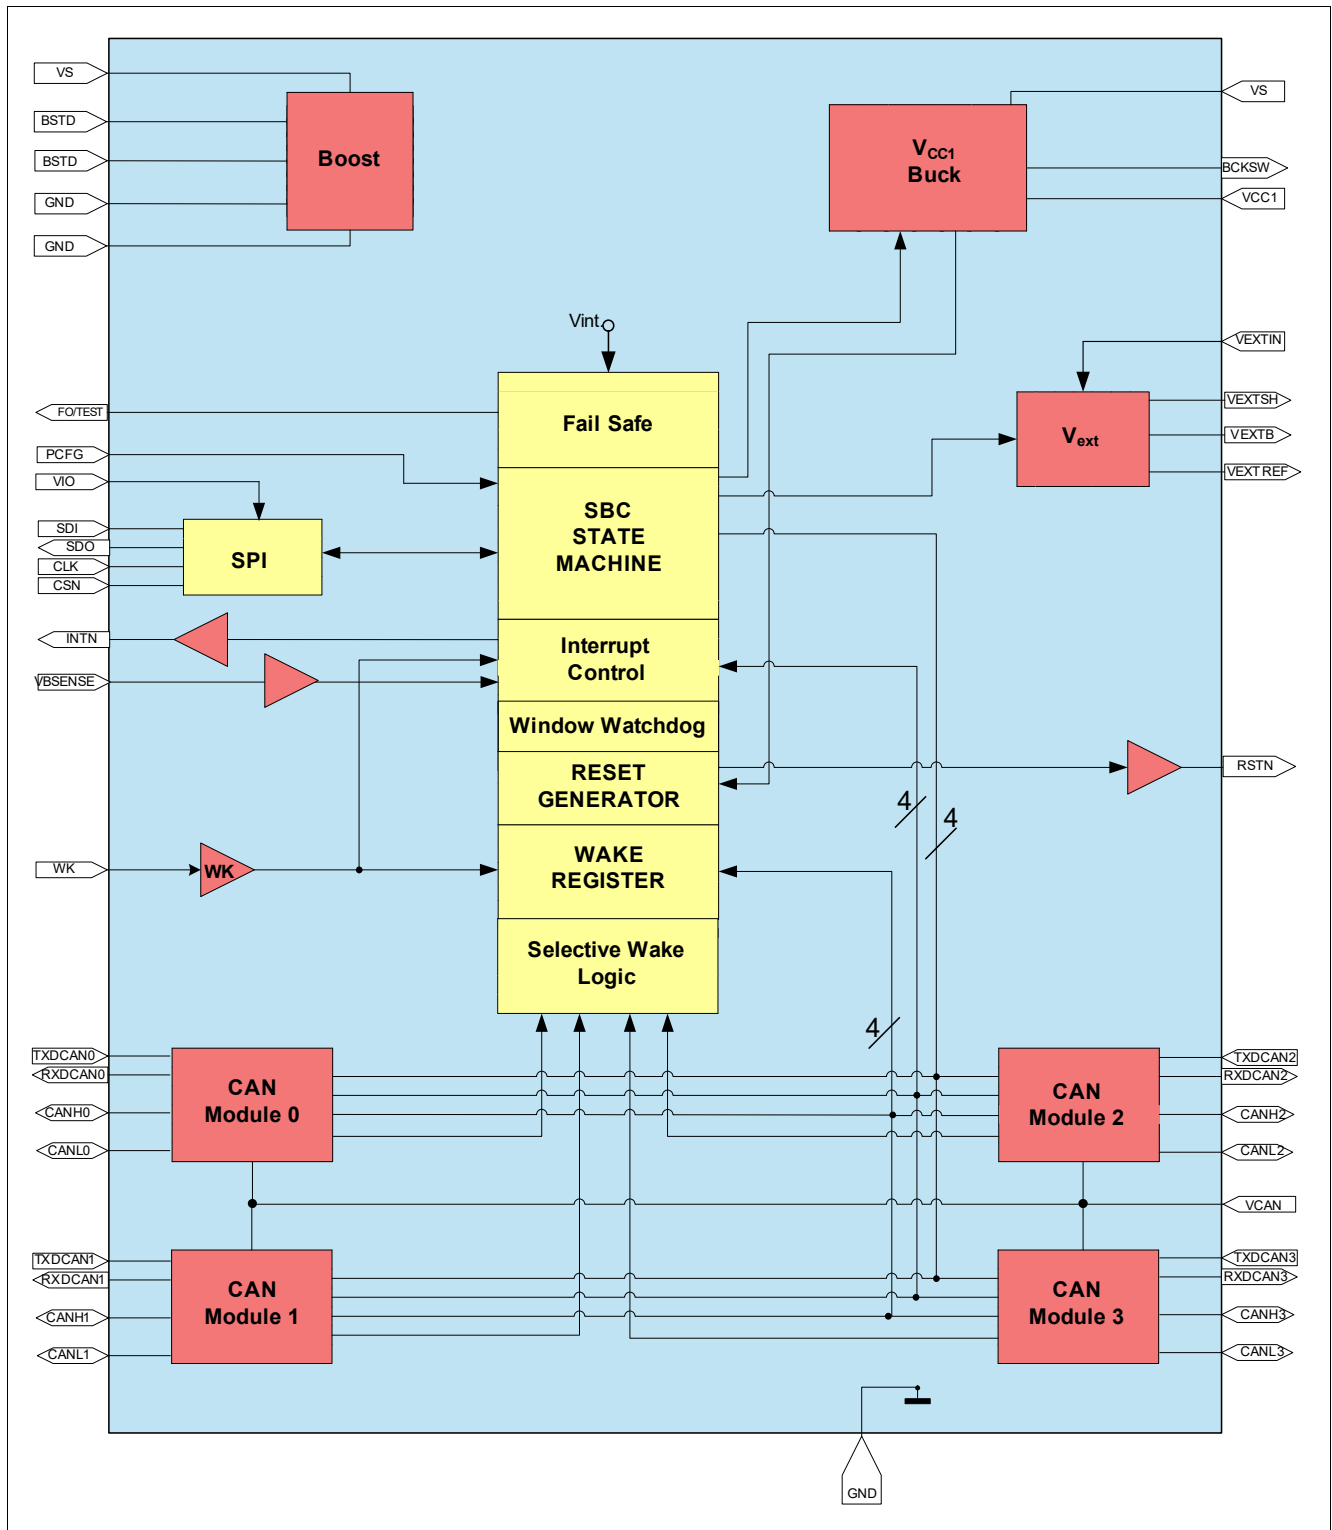 VS
BSTD
BSTD
GND
GND
Boost
V_CC1
Buck
VS
BCKSW
VCC1
Vint.
VEXTIN
VEXTSH
VEXTB
VEXTREF
V_ext
FO/TEST
PCFG
VIO
SDI
SDO
CLK
CSN
SPI
INTN
VBSENSE
Fail Safe
SBC
STATE
MACHINE
Interrupt
Control
Window Watchdog
RESET
GENERATOR
WAKE
REGISTER
Selective Wake
Logic
RSTN
4
4
4
WK
WK
TXDCAN0
RXDCAN0
CANH0
CANL0
CAN
Module 0
CAN
Module 2
TXDCAN2
RXDCAN2
CANH2
CANL2
VCAN
TXDCAN1
RXDCAN1
CANH1
CANL1
CAN
Module 1
CAN
Module 3
TXDCAN3
RXDCAN3
CANH3
CANL3
GND